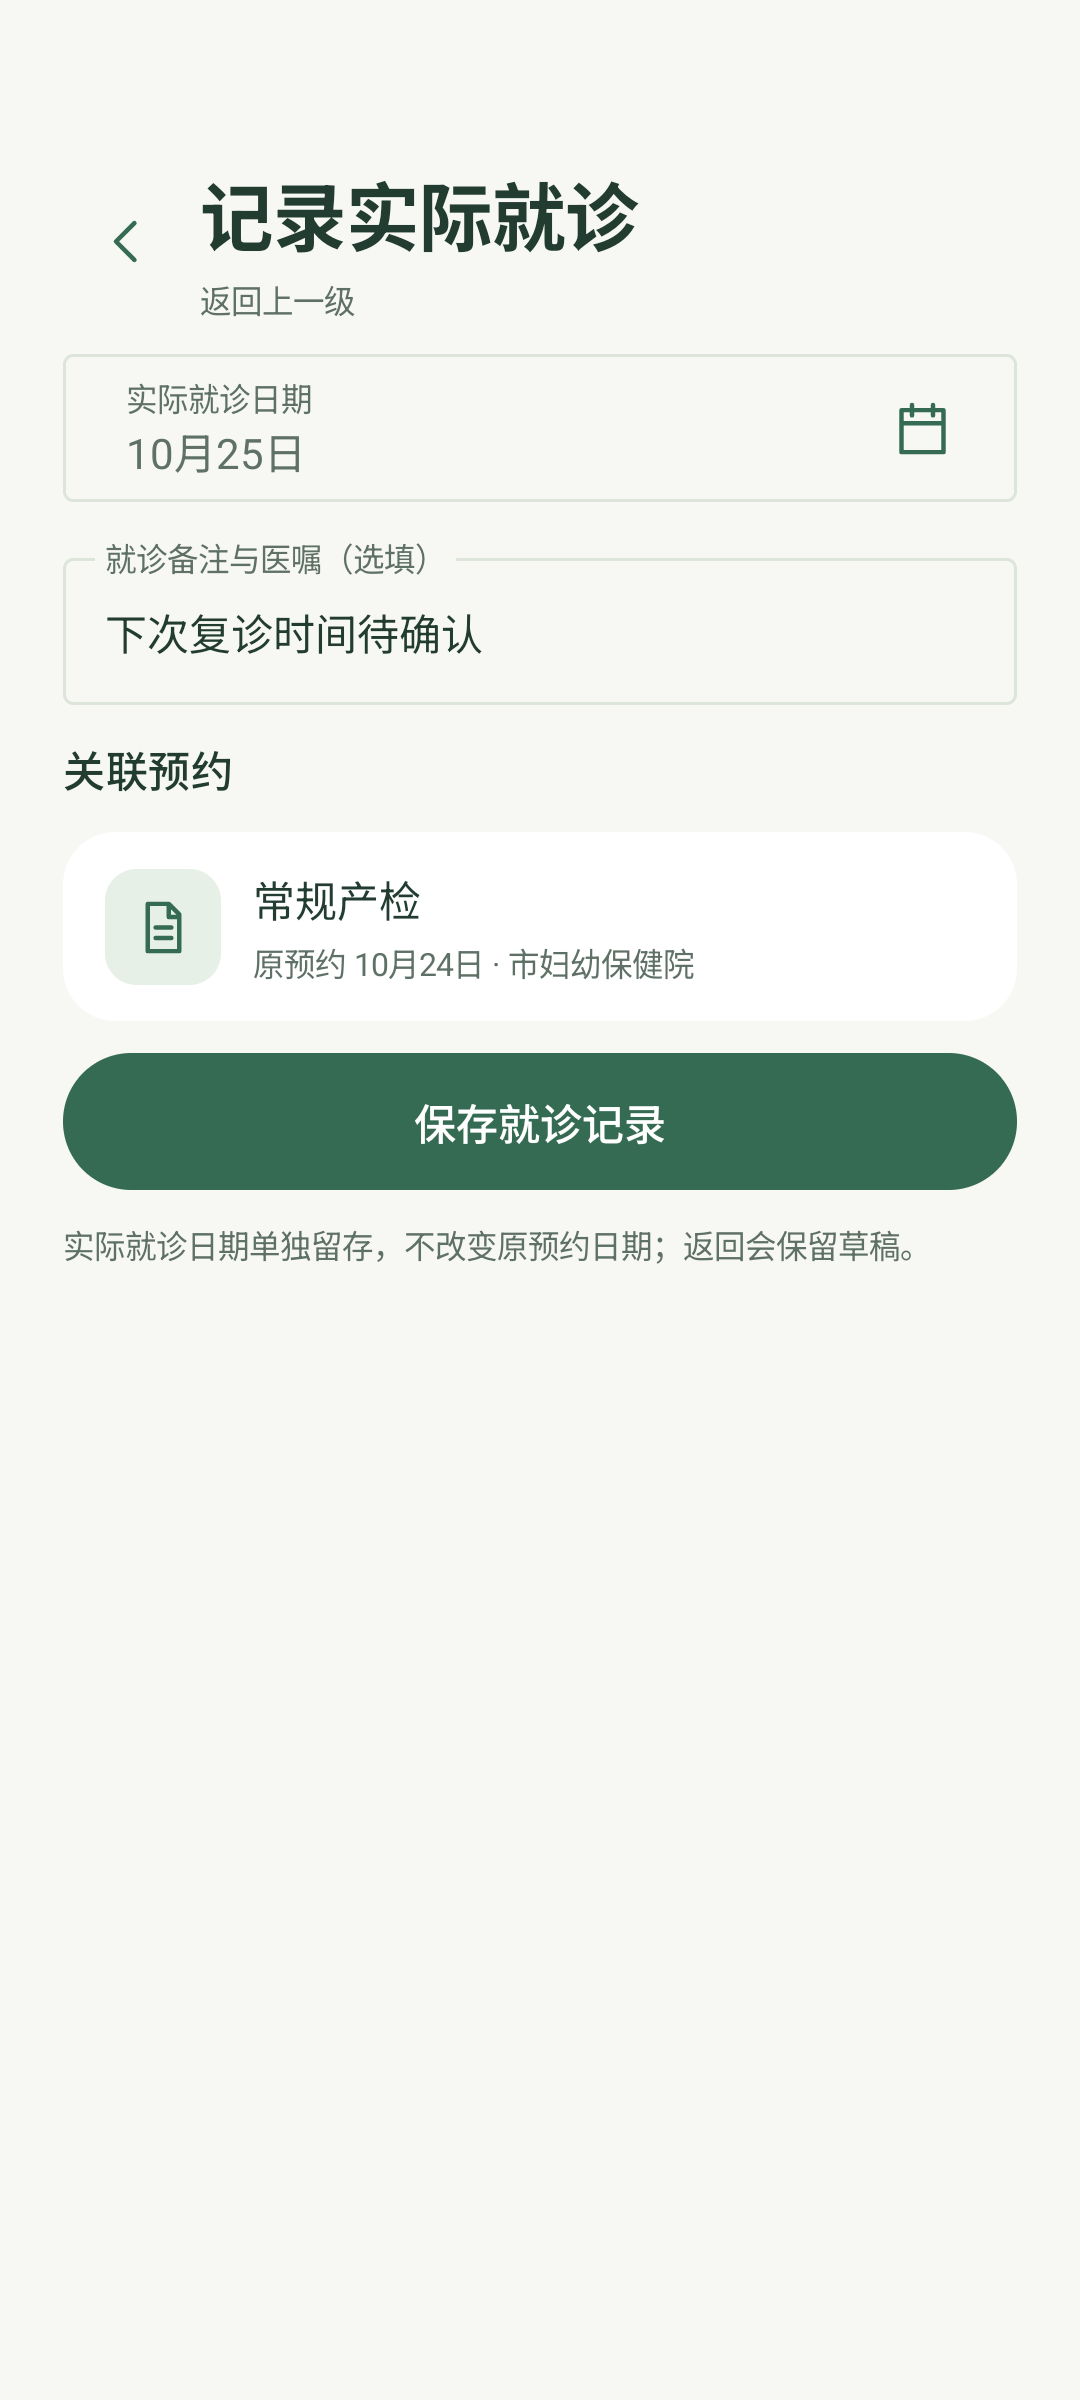 记录实际就诊
返回上一级
实际就诊日期
10月25日
就诊备注与医嘱（选填）
下次复诊时间待确认
关联预约
常规产检
原预约 10月24日 · 市妇幼保健院
保存就诊记录
实际就诊日期单独留存，不改变原预约日期；返回会保留草稿。